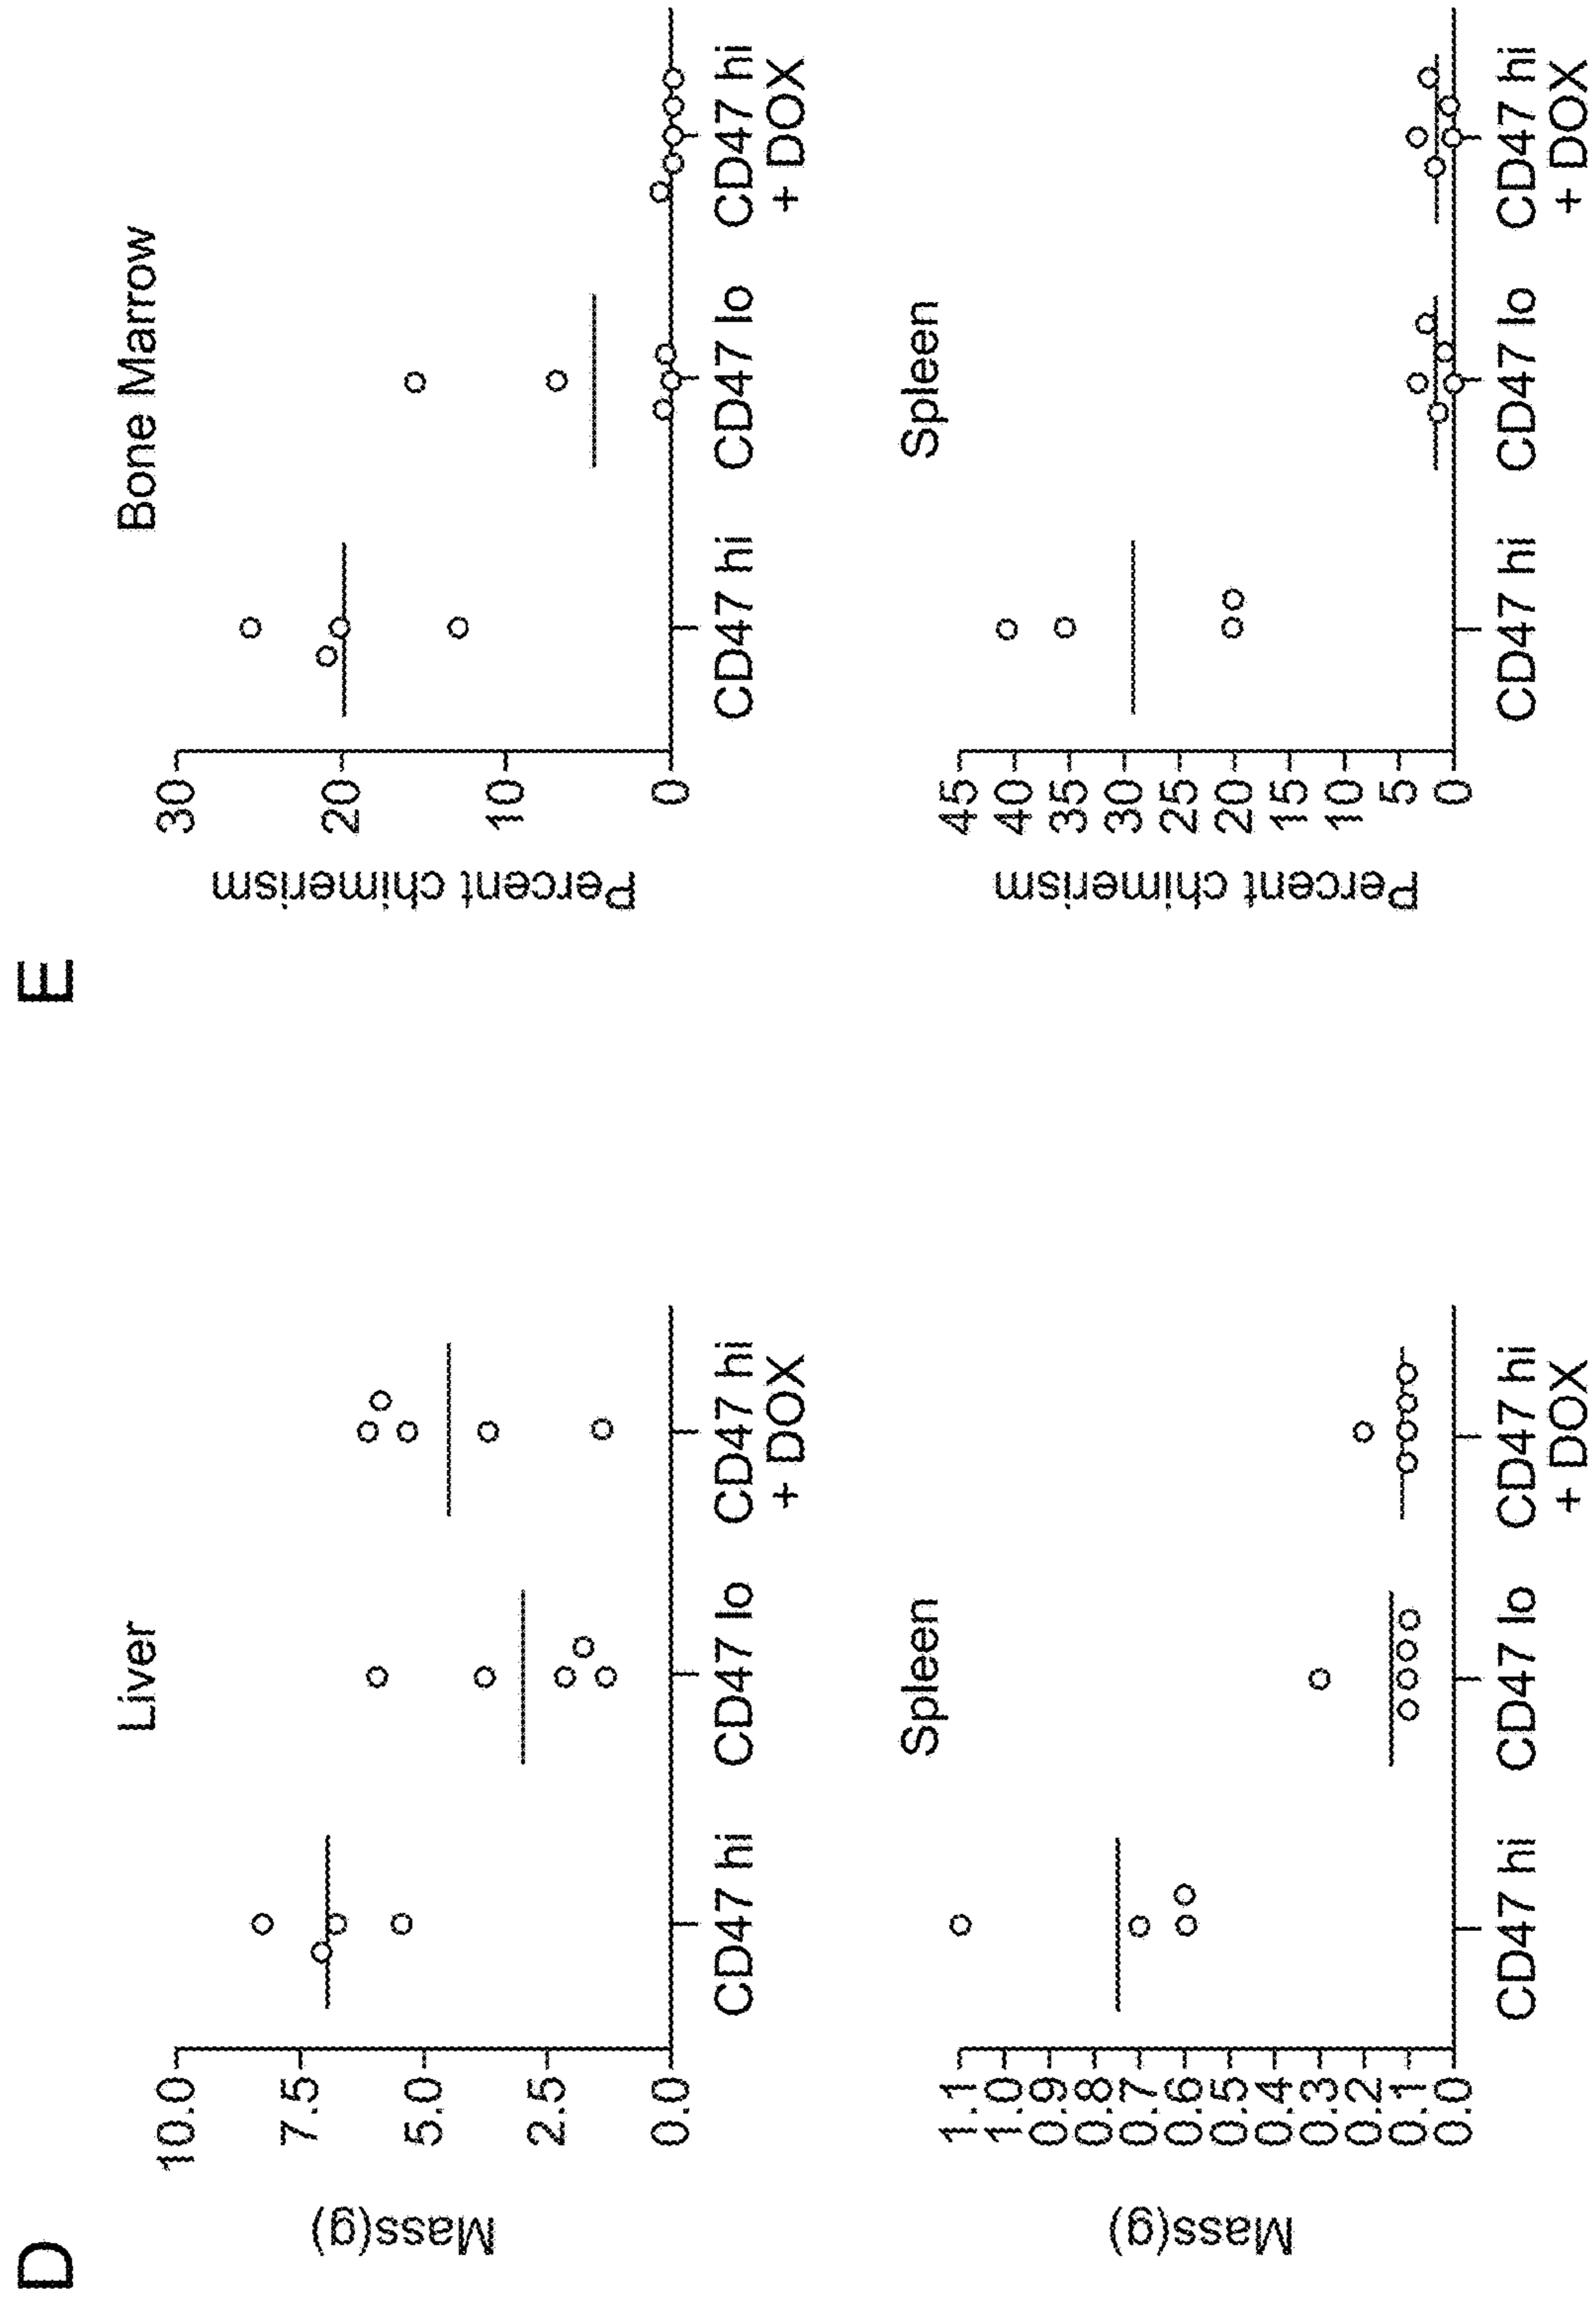 D
Liver
Mass(g)
10.0
7.5
5.0
2.5
0.0
CD47 hi
CD47 lo
CD47 hi
+ DOX
Spleen
Mass(g)
1.1
1.0
0.9
0.8
0.7
0.6
0.5
0.4
0.3
0.2
0.1
0.0
CD47 hi
CD47 lo
CD47 hi
+ DOX
E
Bone Marrow
Percent chimerism
30
20
10
0
CD47 hi
CD47 lo
CD47 hi
+ DOX
Spleen
Percent chimerism
45
40
35
30
25
20
15
10
5
0
CD47 hi
CD47 lo
CD47 hi
+ DOX